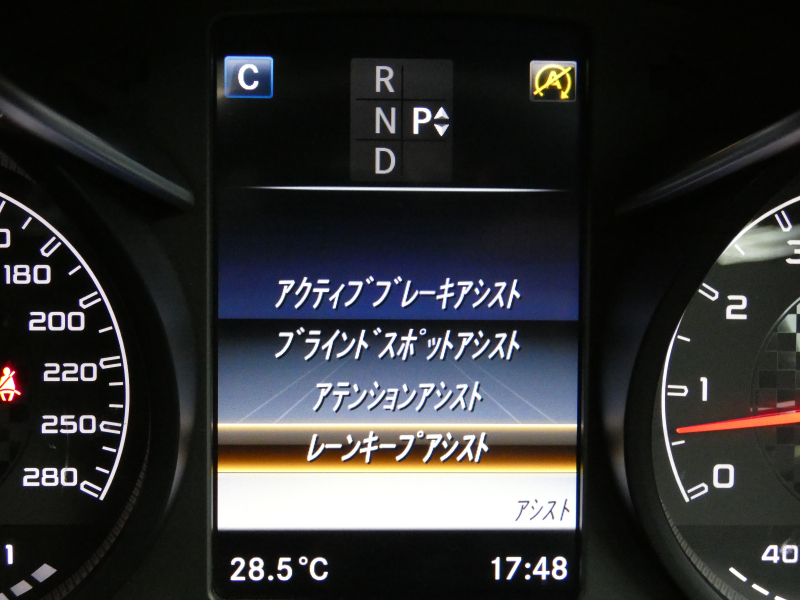 C
R
N P
D
A
アクティブブレーキアシスト
ブラインドスポットアシスト
アテンションアシスト
レーンキープアシスト
アシスト
28.5°C
17:48
180
200
220
250
280
1
3
2
1
0
40